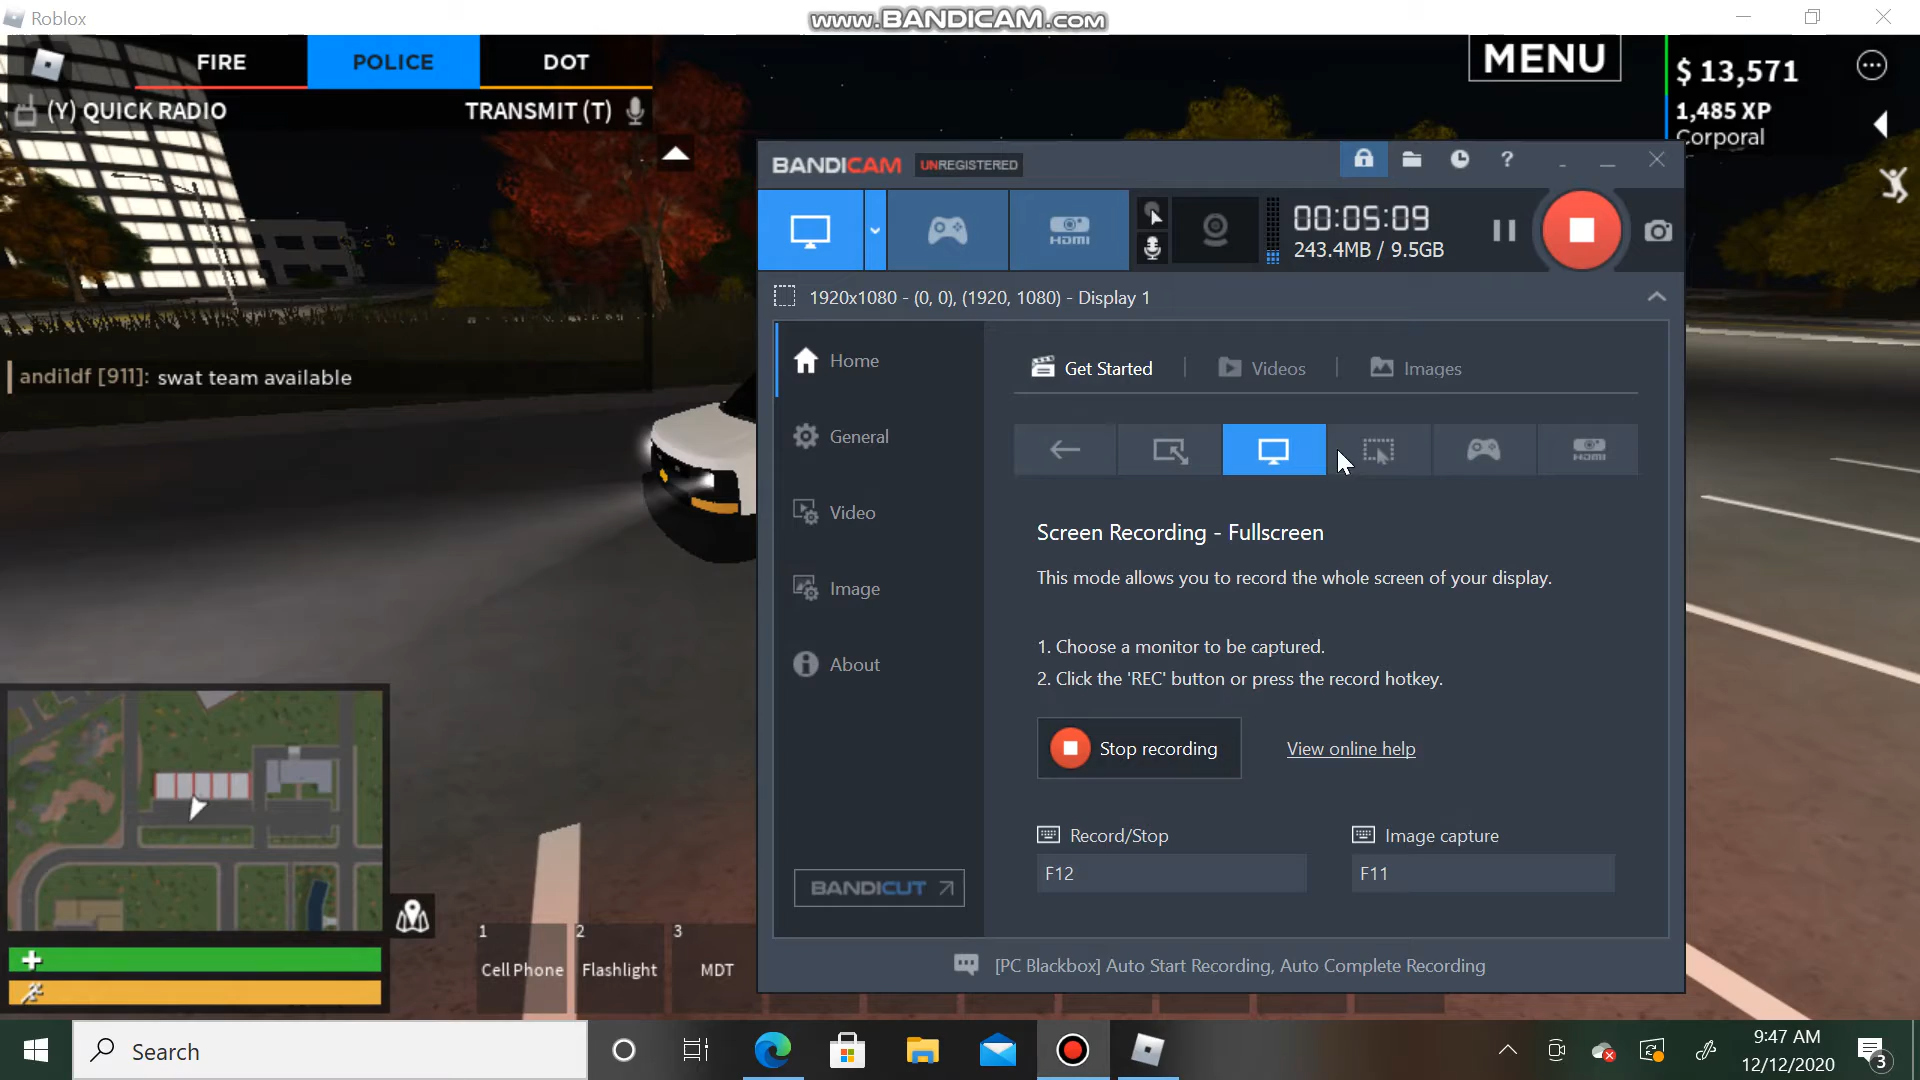 Roblox
www.BANDICAM.com
FIRE
POLICE
DOT
MENU
$ 13,571
(Y) QUICK RADIO
TRANSMIT (T)
1,485 XP
Corporal
BANDICAM UNREGISTERED
?
HDMI
00:05:09
243.4MB / 9.5GB
1920x1080 - (0, 0), (1920, 1080) - Display 1
andi1df [911]: swat team available
Home
General
Video
Image
About
BANDICUT
Get Started
Videos
Images
HDMI
Screen Recording - Fullscreen
This mode allows you to record the whole screen of your display.
1. Choose a monitor to be captured.
2. Click the 'REC' button or press the record hotkey.
Stop recording
View online help
Record/Stop
Image capture
F12
F11
[PC Blackbox] Auto Start Recording, Auto Complete Recording
1
2
3
Cell Phone
Flashlight
MDT
Search
9:47 AM
12/12/2020
3